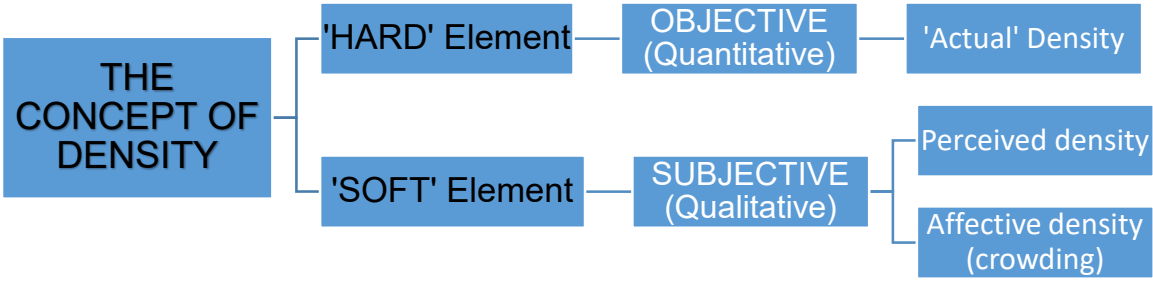 THE
CONCEPT OF
DENSITY
'HARD' Element
OBJECTIVE
(Quantitative)
'Actual' Density
'SOFT' Element
SUBJECTIVE
(Qualitative)
Perceived density
Affective density
(crowding)